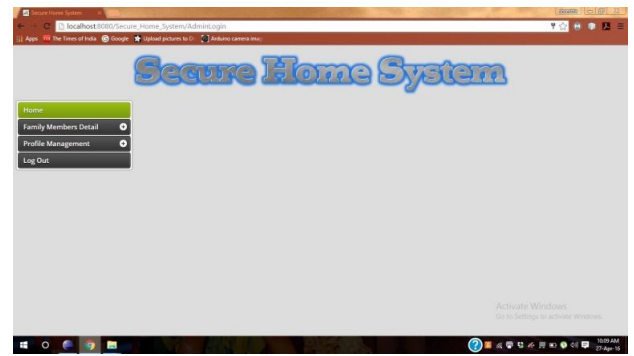 Secure Home System
localhost:8080/Secure_Home_System/AdminLogin
Apps The Times of India Google Upload pictures to D Arduino camera ima
Secure Home System
Home
Family Members Detail
Profile Management
Log Out
Activate Windows
Go to Settings to activate Windows.
10:09 AM
27-Apr-16